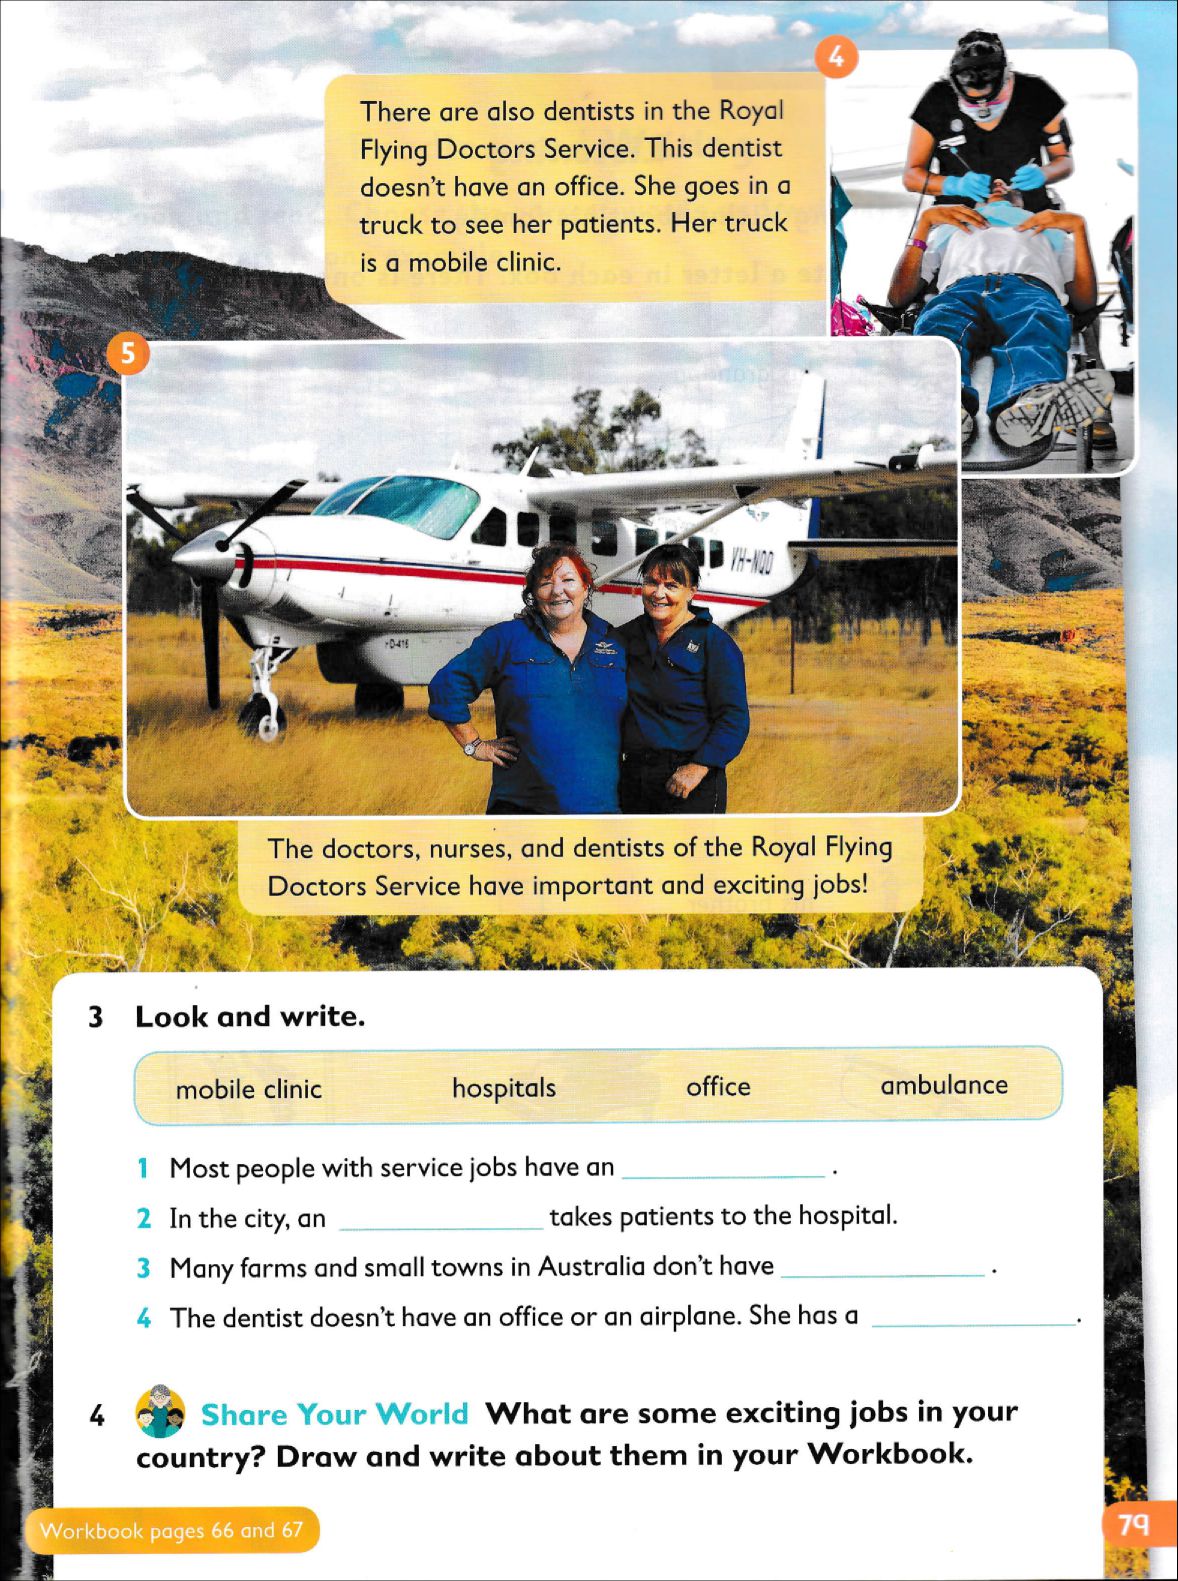 4
There are also dentists in the Royal
Flying Doctors Service. This dentist
doesn't have an office. She goes in a
truck to see her patients. Her truck
is a mobile clinic.
5
VH-NQD
The doctors, nurses, and dentists of the Royal Flying
Doctors Service have important and exciting jobs!
3 Look and write.
mobile clinic hospitals office ambulance
1 Most people with service jobs have an ______ .
2 In the city, an ______ takes patients to the hospital.
3 Many farms and small towns in Australia don't have ______ .
4 The dentist doesn't have an office or an airplane. She has a ______.
4 Share Your World What are some exciting jobs in your
country? Draw and write about them in your Workbook.
Workbook pages 66 and 67
79